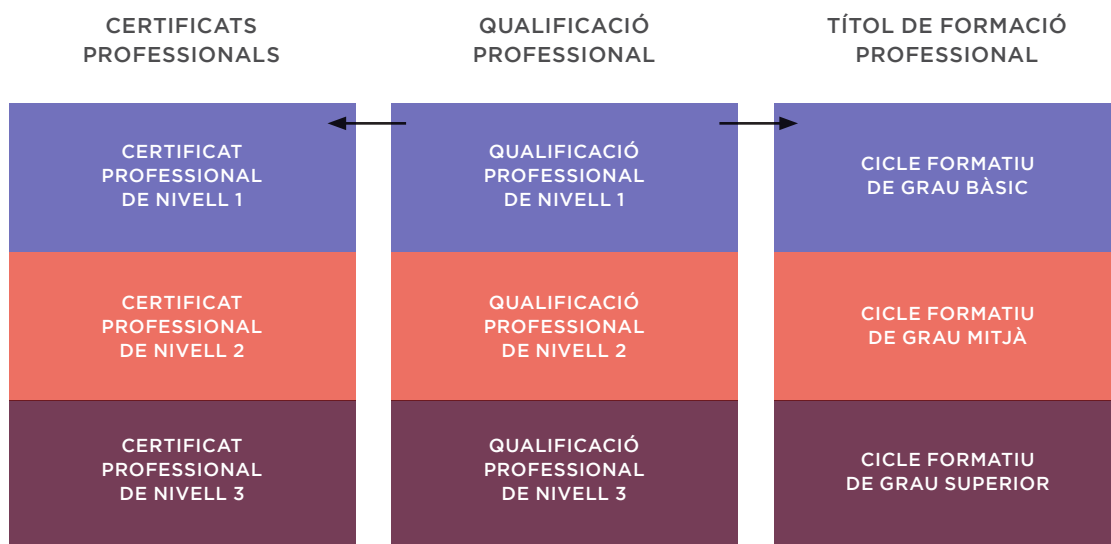 CERTIFICATS
PROFESSIONALS
QUALIFICACIÓ
PROFESSIONAL
TÍTOL DE FORMACIÓ
PROFESSIONAL
CERTIFICAT
PROFESSIONAL
DE NIVELL 1
QUALIFICACIÓ
PROFESSIONAL
DE NIVELL 1
CICLE FORMATIU
DE GRAU BÀSIC
CERTIFICAT
PROFESSIONAL
DE NIVELL 2
QUALIFICACIÓ
PROFESSIONAL
DE NIVELL 2
CICLE FORMATIU
DE GRAU MITJÀ
CERTIFICAT
PROFESSIONAL
DE NIVELL 3
QUALIFICACIÓ
PROFESSIONAL
DE NIVELL 3
CICLE FORMATIU
DE GRAU SUPERIOR